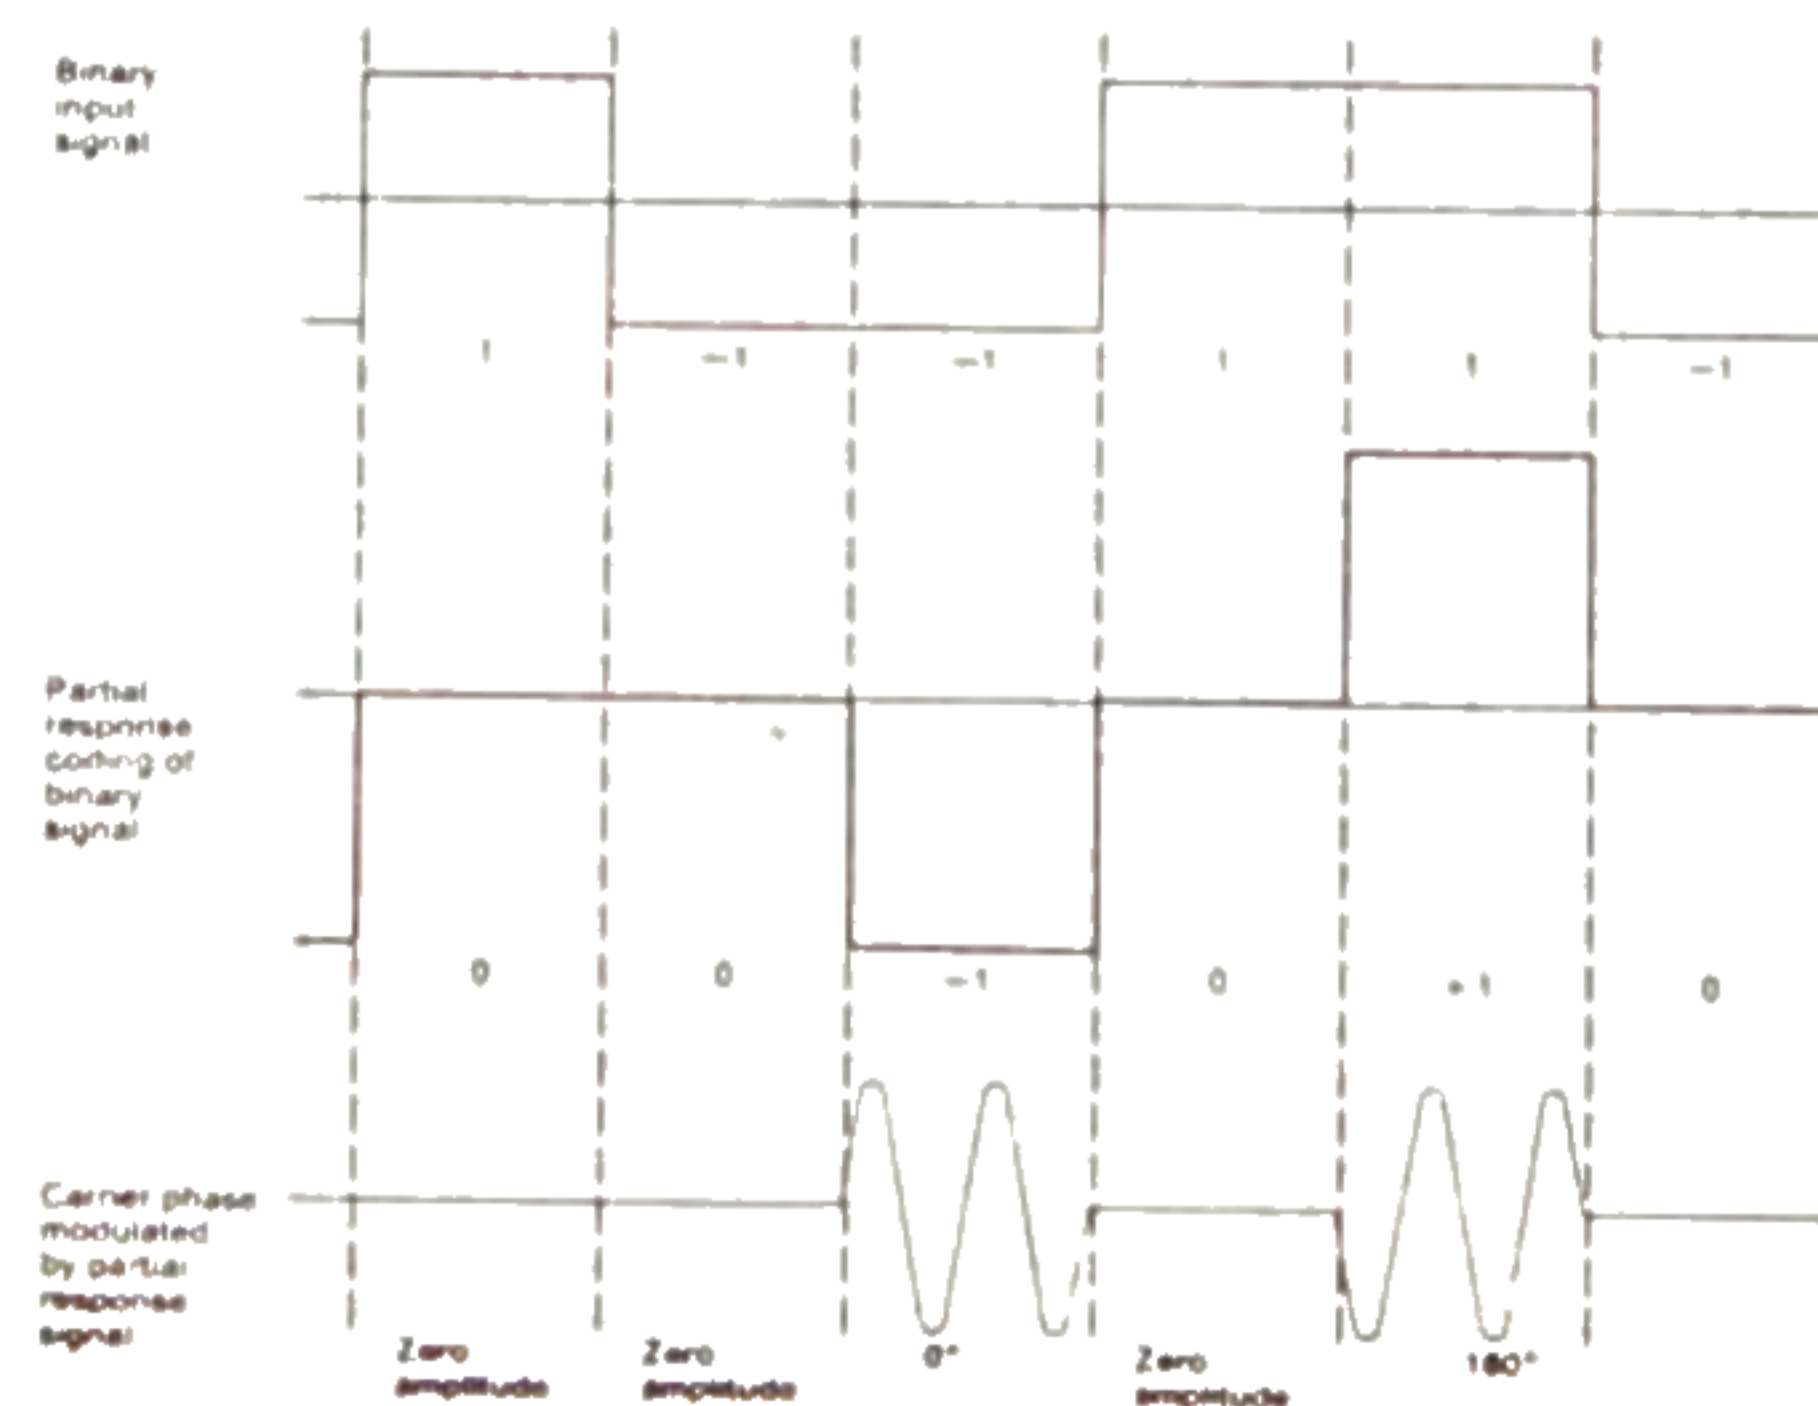 Binary
input
signal
1 −1 −1 1 1 −1
Partial
response
coding of
binary
signal
0 0 −1 0 +1 0
Carrier phase
modulated
by partial
response
signal
Zero
amplitude
Zero
amplitude
0°
Zero
amplitude
180°